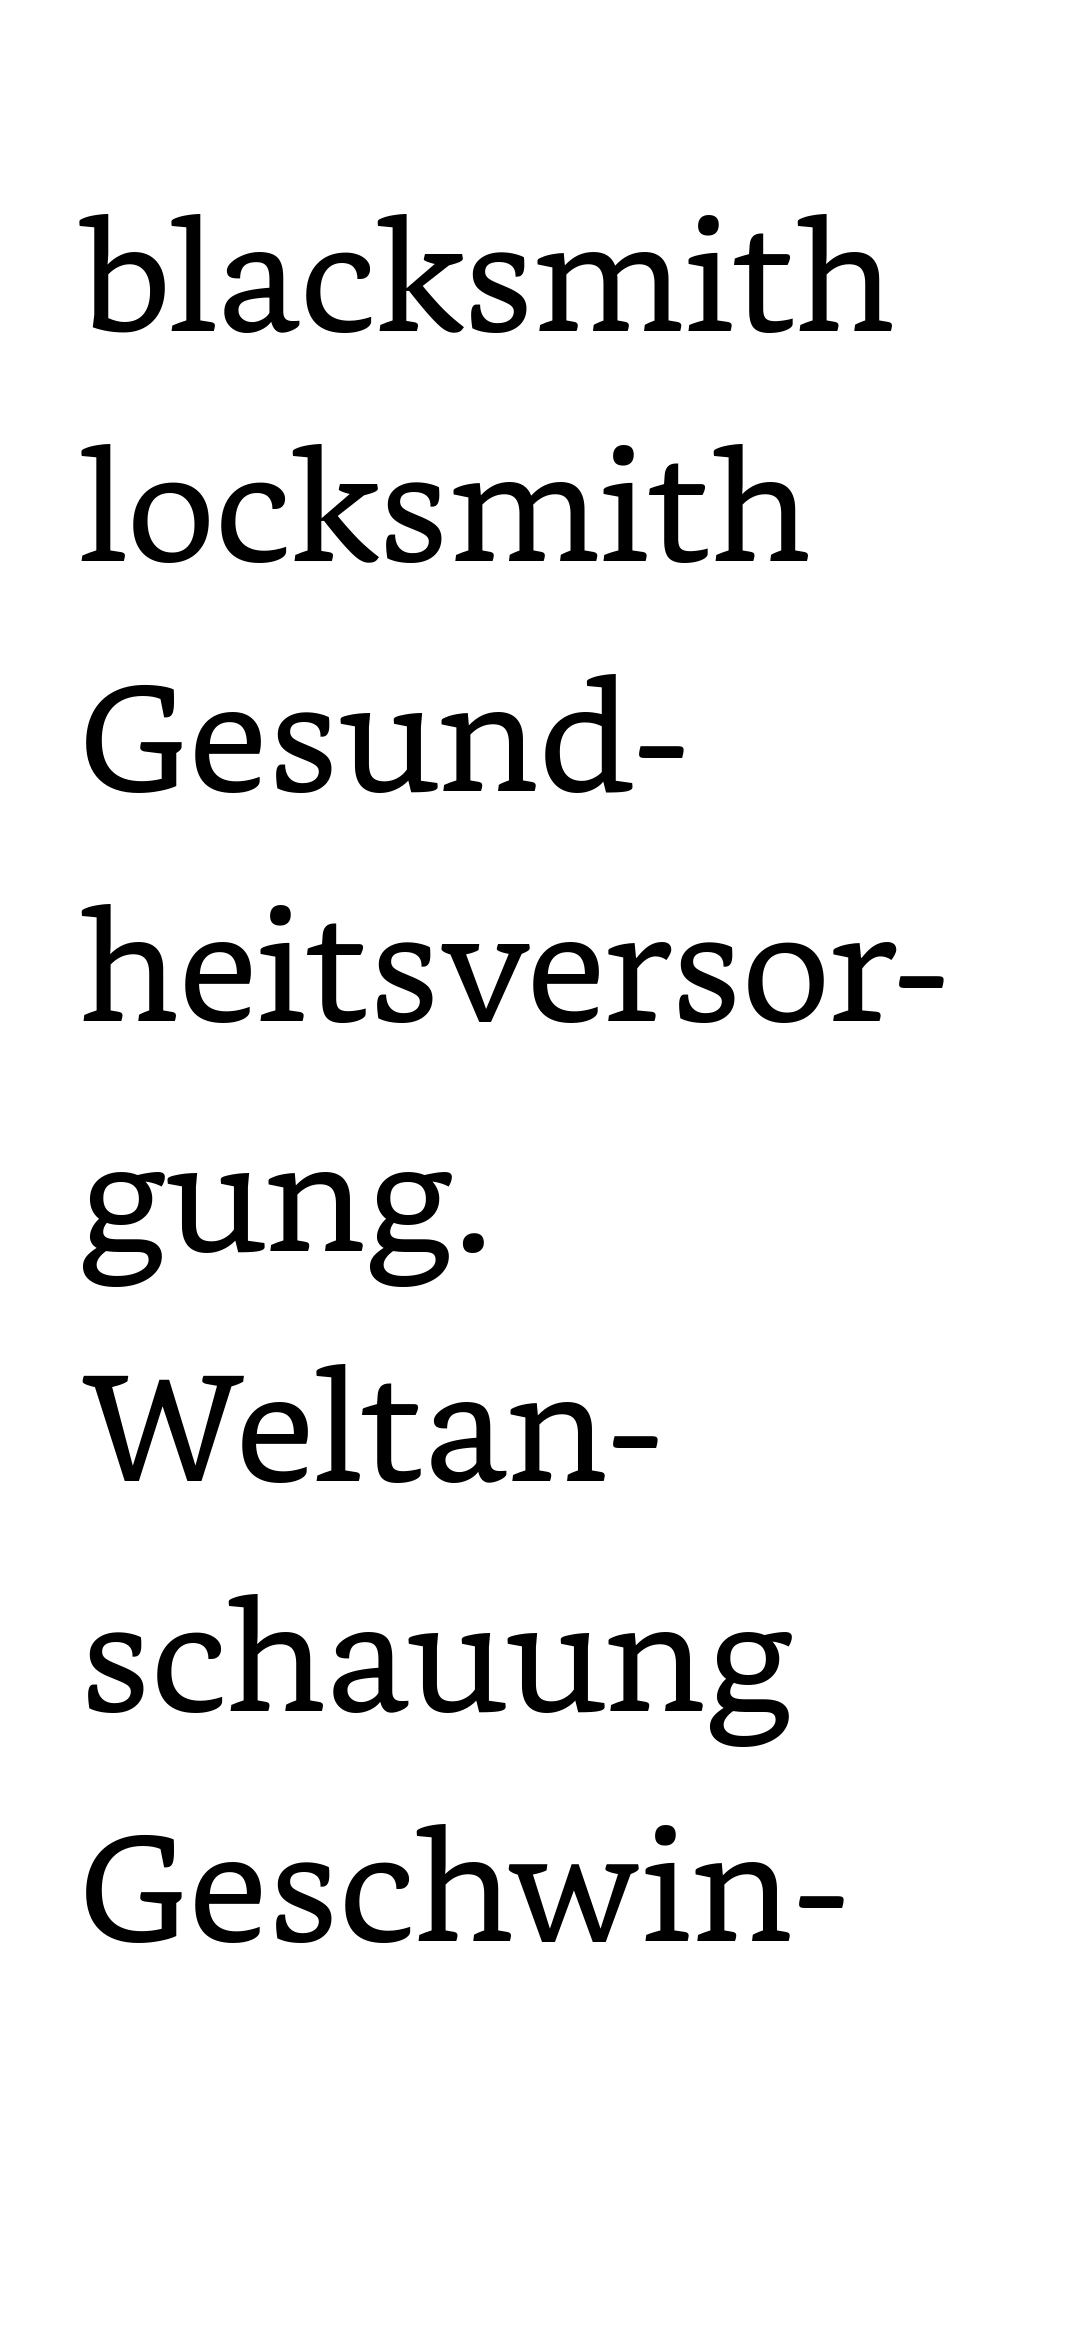 blacksmith
locksmith
Gesund-
heitsversor-
gung.
Weltan-
schauung
Geschwin-